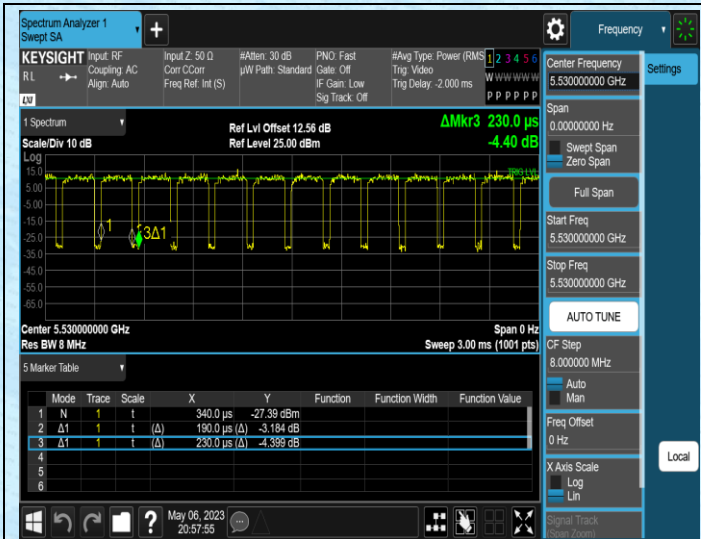 Spectrum Analyzer 1
Swept SA
+
Frequency
KEYSIGHT Input: RF Input Z: 50 Ω #Atten: 30 dB PNO: Fast #Avg Type: Power (RMS 1 2 3 4 5 6
RL Coupling: AC Corr CCorr µW Path: Standard Gate: Off Trig: Video W W W W W W
Align: Auto Freq Ref: Int (S) IF Gain: Low Trig Delay: -2.000 ms
Sig Track: Off P P P P P P
LXI
1 Spectrum
Scale/Div 10 dB
Ref Lvl Offset 12.56 dB
Ref Level 25.00 dBm
ΔMkr3 230.0 µs
-4.40 dB
Log
15.0
TRIG LVL
5.00
-5.00
-15.0
-25.0
1
3Δ1
-35.0
-45.0
-55.0
-65.0
Center 5.530000000 GHz
Span 0 Hz
Res BW 8 MHz
Sweep 3.00 ms (1001 pts)
5 Marker Table
Mode Trace Scale X Y Function Function Width Function Value
1 N 1 t 340.0 µs -27.39 dBm
2 Δ1 1 t (Δ) 190.0 µs (Δ) -3.184 dB
3 Δ1 1 t (Δ) 230.0 µs (Δ) -4.399 dB
4
5
6
?
May 06, 2023
20:57:55
Center Frequency
5.530000000 GHz
Settings
Span
0.00000000 Hz
Swept Span
Zero Span
Full Span
Start Freq
5.530000000 GHz
Stop Freq
5.530000000 GHz
AUTO TUNE
CF Step
8.000000 MHz
Auto
Man
Freq Offset
0 Hz
X Axis Scale
Log
Lin
Local
Signal Track
(Span Zoom)